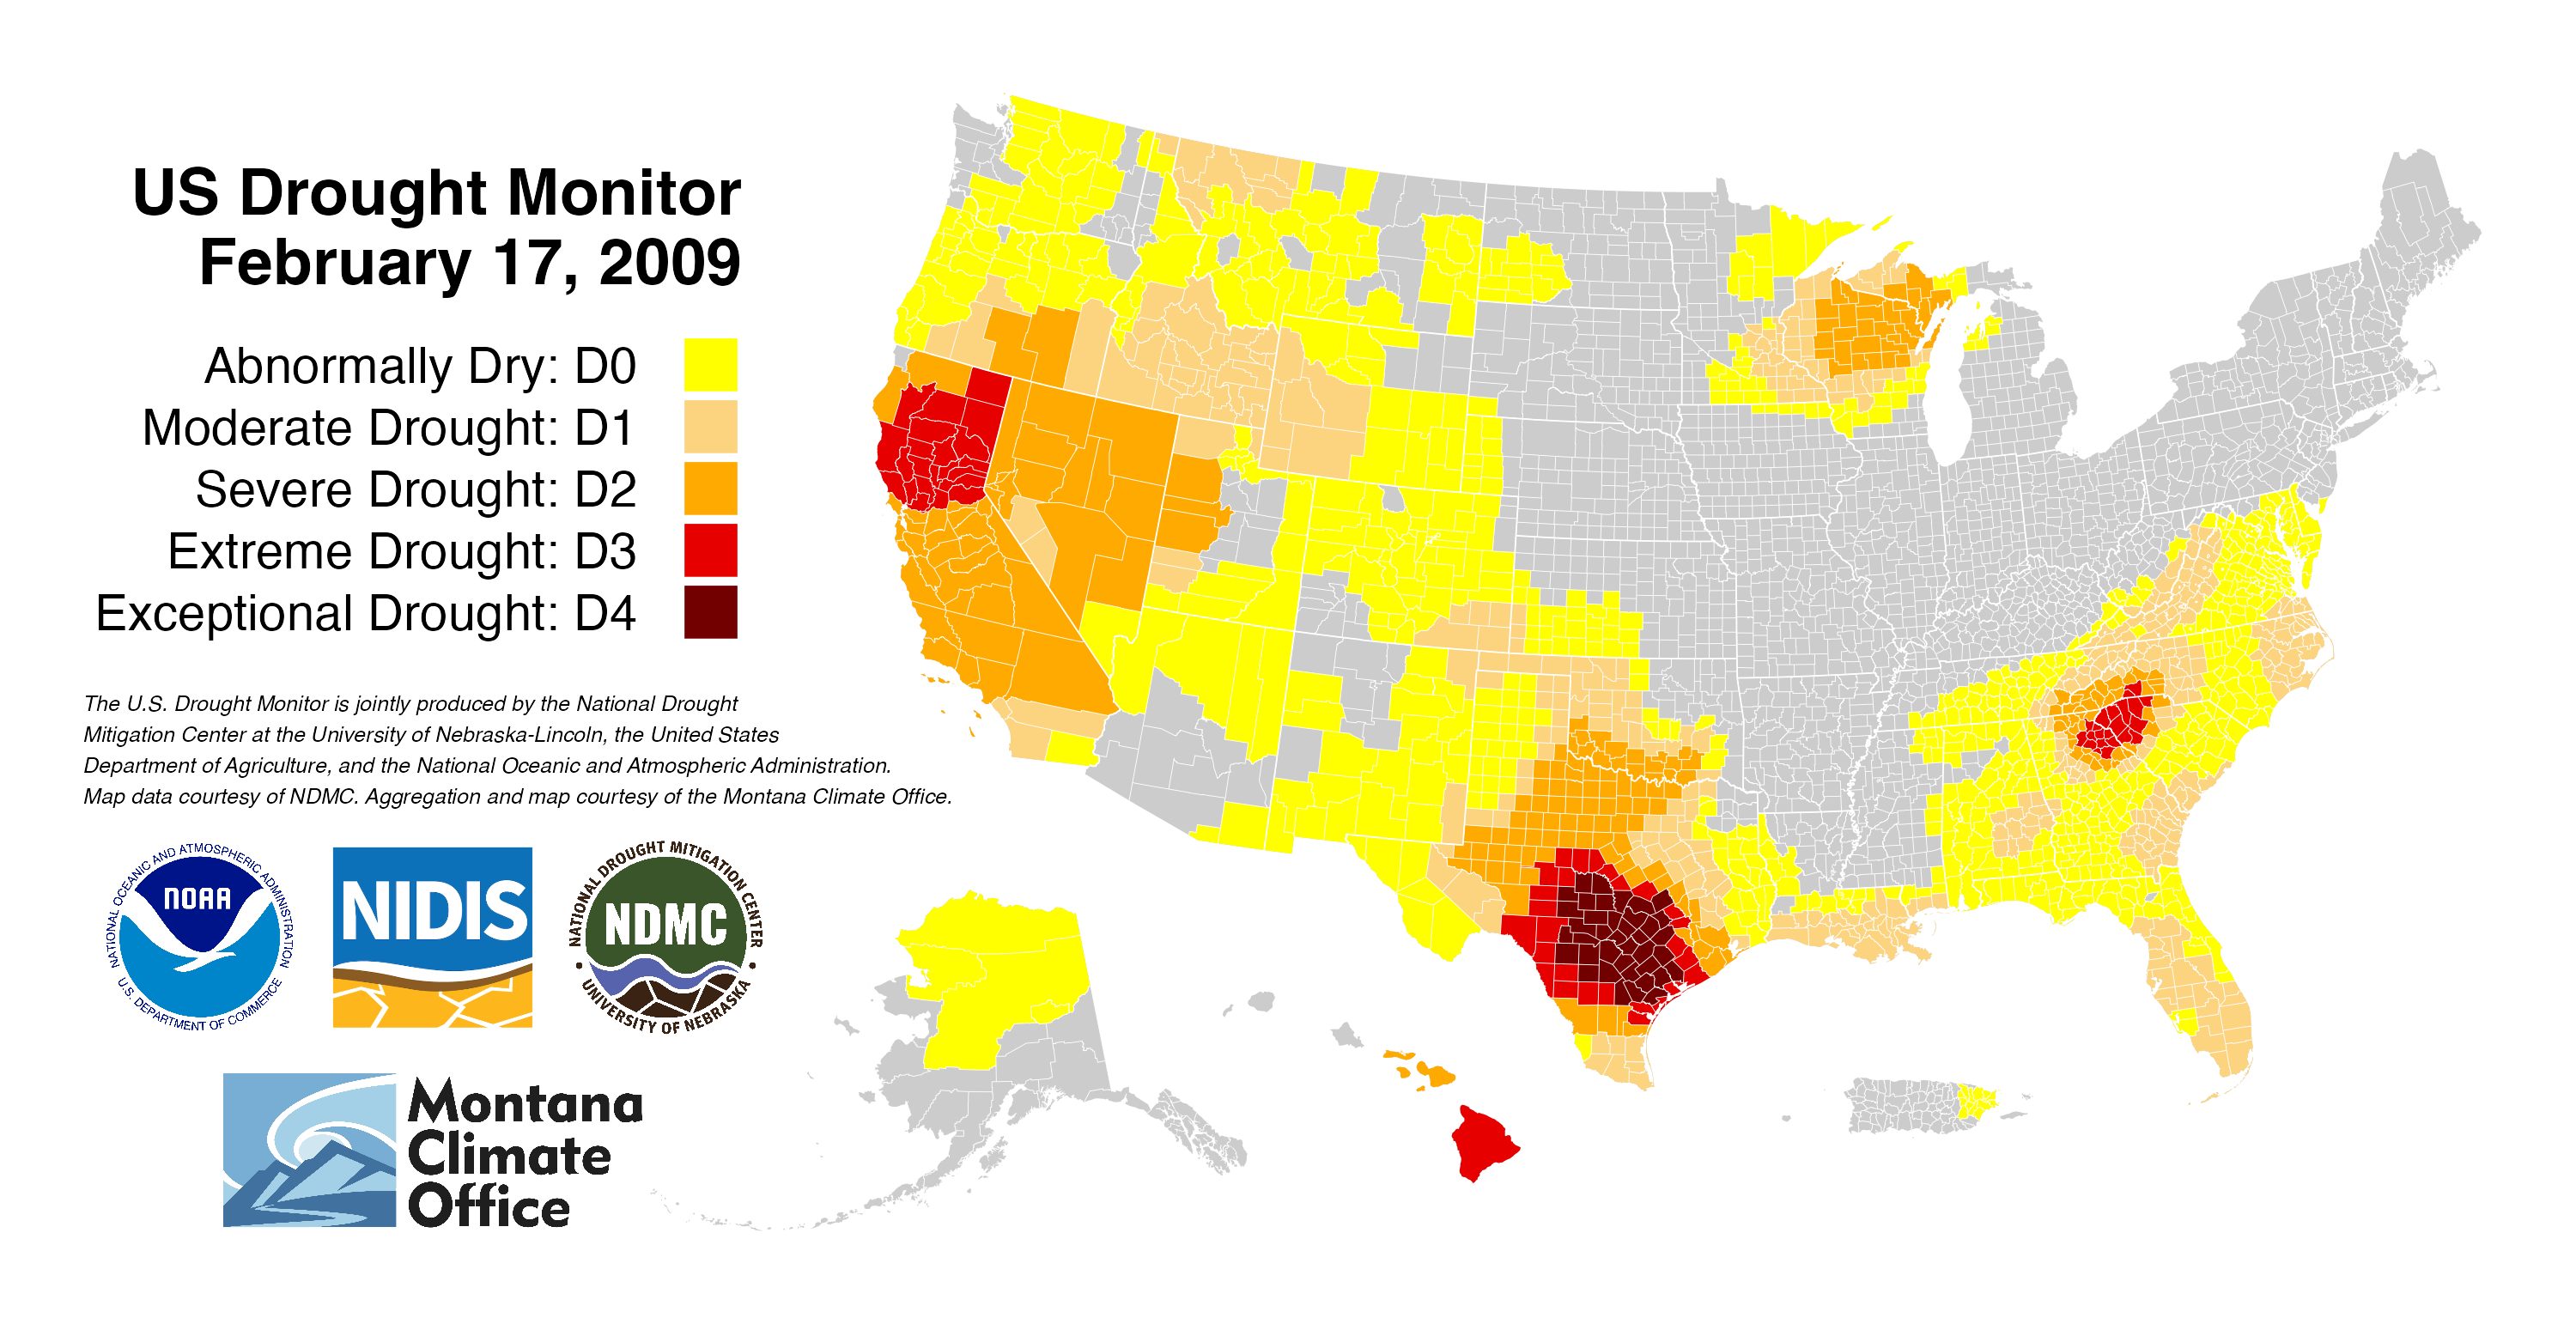 US Drought Monitor
February 17, 2009
Abnormally Dry: D0
Moderate Drought: D1
Severe Drought: D2
Extreme Drought: D3
Exceptional Drought: D4
The U.S. Drought Monitor is jointly produced by the National Drought
Mitigation Center at the University of Nebraska-Lincoln, the United States
Department of Agriculture, and the National Oceanic and Atmospheric Administration.
Map data courtesy of NDMC. Aggregation and map courtesy of the Montana Climate Office.
NATIONAL OCEANIC AND ATMOSPHERIC ADMINISTRATION
NOAA
U.S. DEPARTMENT OF COMMERCE
NIDIS
NATIONAL DROUGHT MITIGATION CENTER
NDMC
UNIVERSITY OF NEBRASKA
Montana
Climate
Office